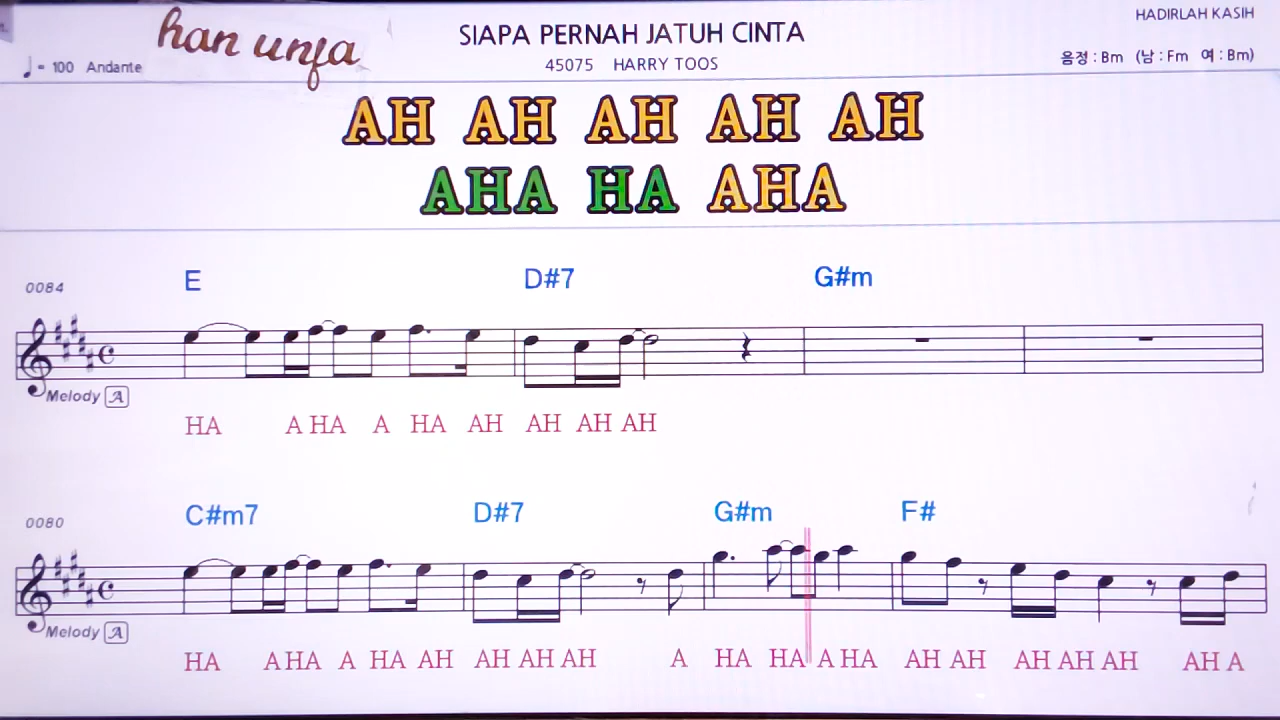 han unfa
SIAPA PERNAH JATUH CINTA
HADIRLAH KASIH
= 100 Andante
45075 HARRY TOOS
음정 : Bm (남 : Fm 여 : Bm)
AH AH AH AH AH
AHA HA AHA
0084
E D#7 G#m
Melody A
HA A HA A HA AH AH AH AH
0080
C#m7 D#7 G#m F#
Melody A
HA A HA A HA AH AH AH AH A HA HA A HA AH AH AH AH AH AH A